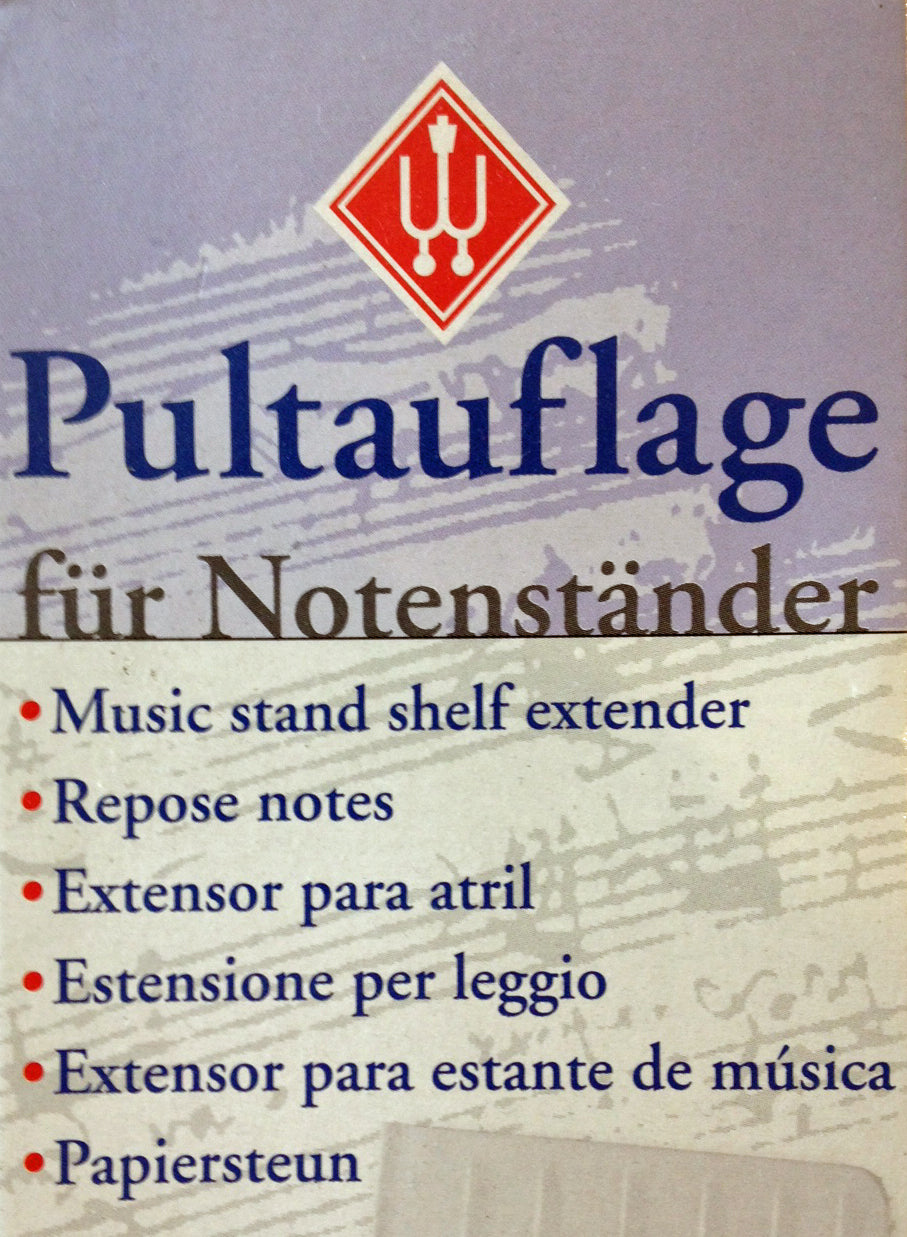 Pultauflage
für Notenständer
• Music stand shelf extender
• Repose notes
• Extensor para atril
• Estensione per leggio
• Extensor para estante de música
• Papiersteun